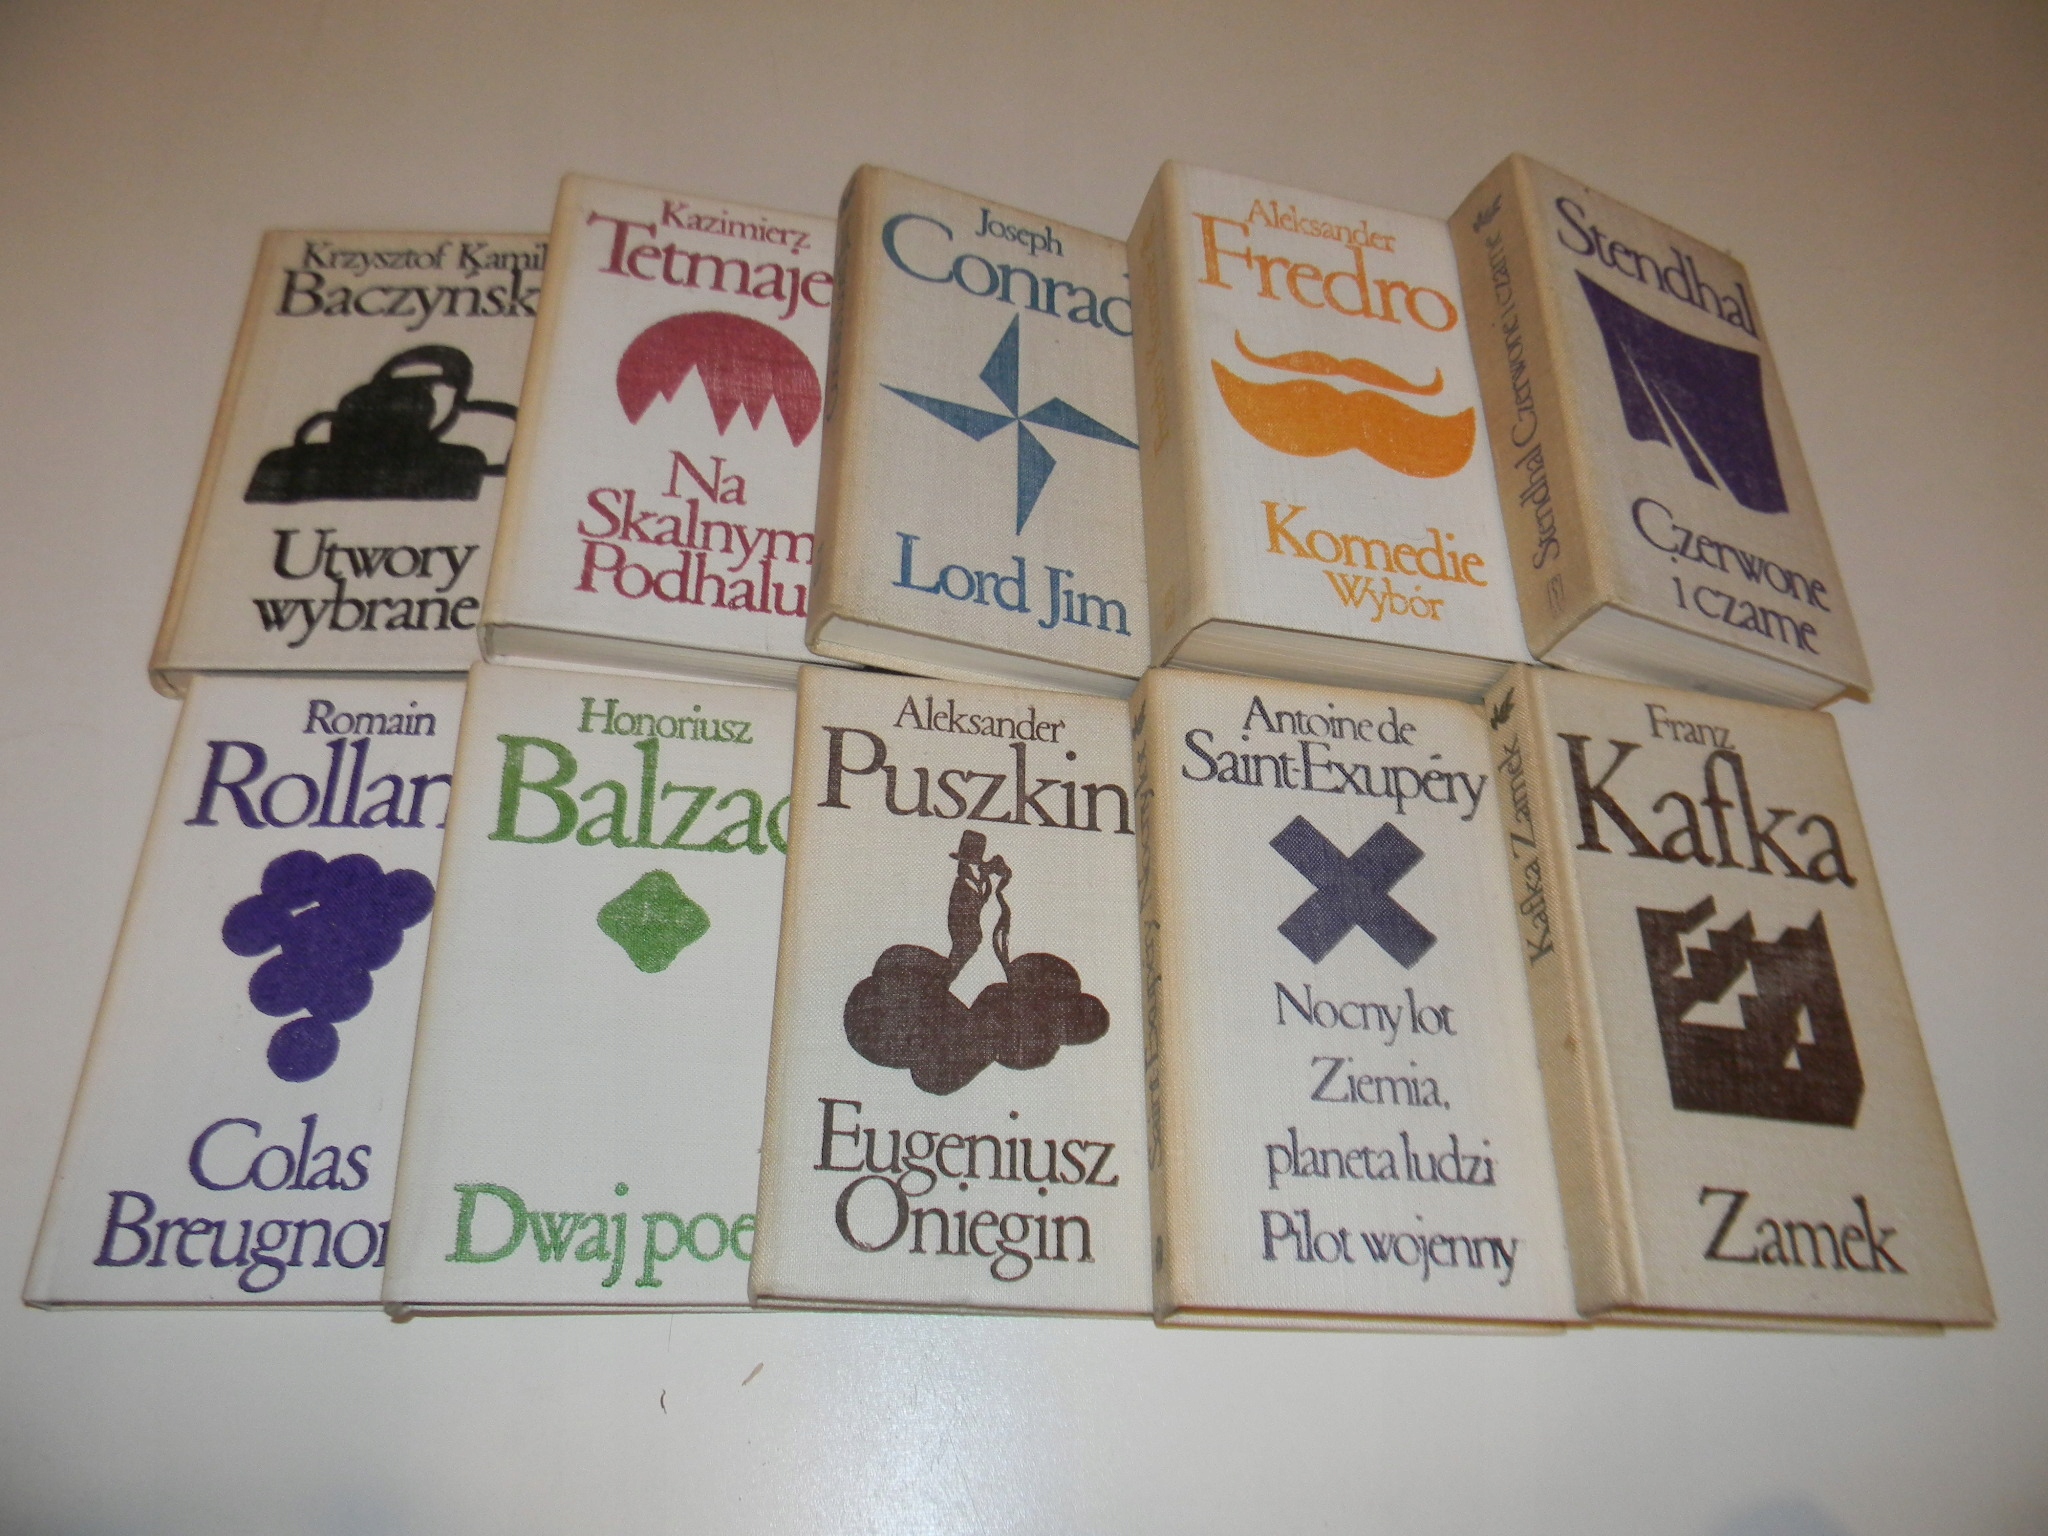 Krzysztof Kamil
Baczyńsk
Utwory
wybrane
Kazimierz
Tetmaje
Na
Skalnym
Podhalu
Joseph
Conrad
Lord Jim
Aleksander
Fredro
Komedie
Wybór
Stendhal Czerwone i czarne
Stendhal
Czerwone
i czarne
Romain
Rollan
Colas
Breugnon
Honoriusz
Balzac
Dwaj poe
Aleksander
Puszkin
Eugeniusz
Oniegin
Antoine de
Saint-Exupéry
Nocny lot
Ziemia,
planeta ludzi
Pilot wojenny
Kafka Zamek
Franz
Kafka
Zamek